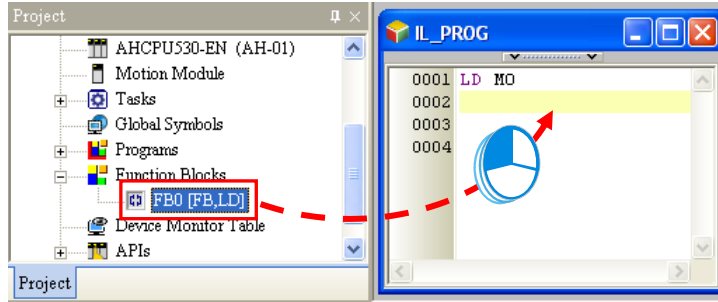 Project
AHCPU530-EN (AH-01)
Motion Module
Tasks
Global Symbols
Programs
Function Blocks
FB0 [FB,LD]
Device Monitor Table
APIs
Project
IL_PROG
0001 LD M0
0002
0003
0004